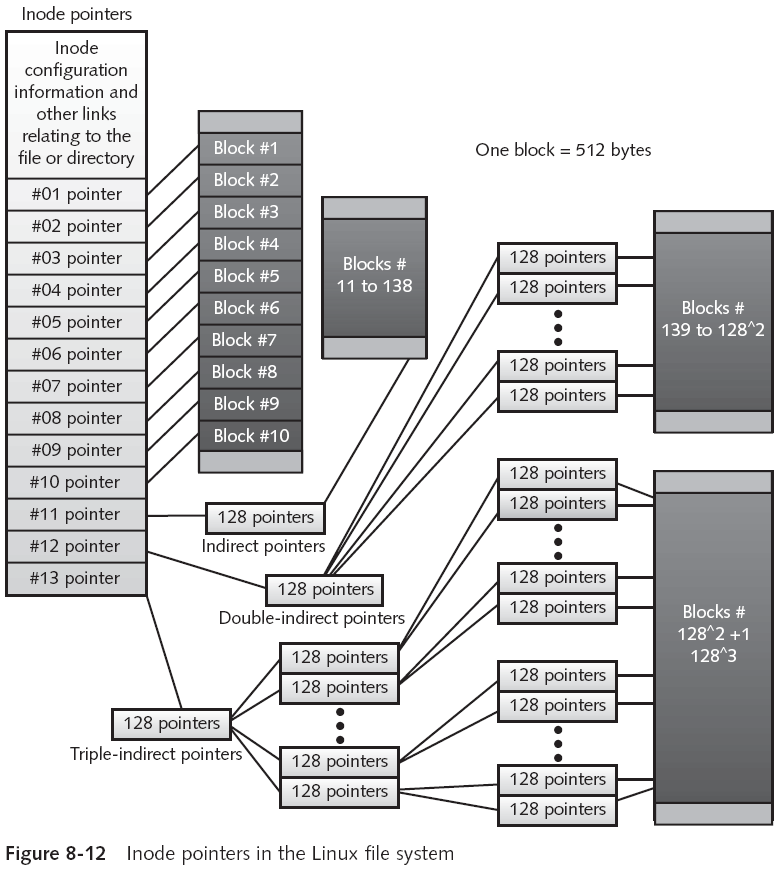 Inode pointers
Inode
configuration
information and
other links
relating to the
file or directory
#01 pointer
#02 pointer
#03 pointer
#04 pointer
#05 pointer
#06 pointer
#07 pointer
#08 pointer
#09 pointer
#10 pointer
#11 pointer
#12 pointer
#13 pointer
Block #1
Block #2
Block #3
Block #4
Block #5
Block #6
Block #7
Block #8
Block #9
Block #10
Blocks #
11 to 138
One block = 512 bytes
128 pointers
Indirect pointers
128 pointers
Double-indirect pointers
128 pointers
128 pointers
128 pointers
128 pointers
Blocks #
139 to 128^2
128 pointers
Triple-indirect pointers
128 pointers
128 pointers
128 pointers
128 pointers
128 pointers
128 pointers
128 pointers
128 pointers
128 pointers
128 pointers
128 pointers
128 pointers
Blocks #
128^2 +1
128^3
Figure 8-12 Inode pointers in the Linux file system